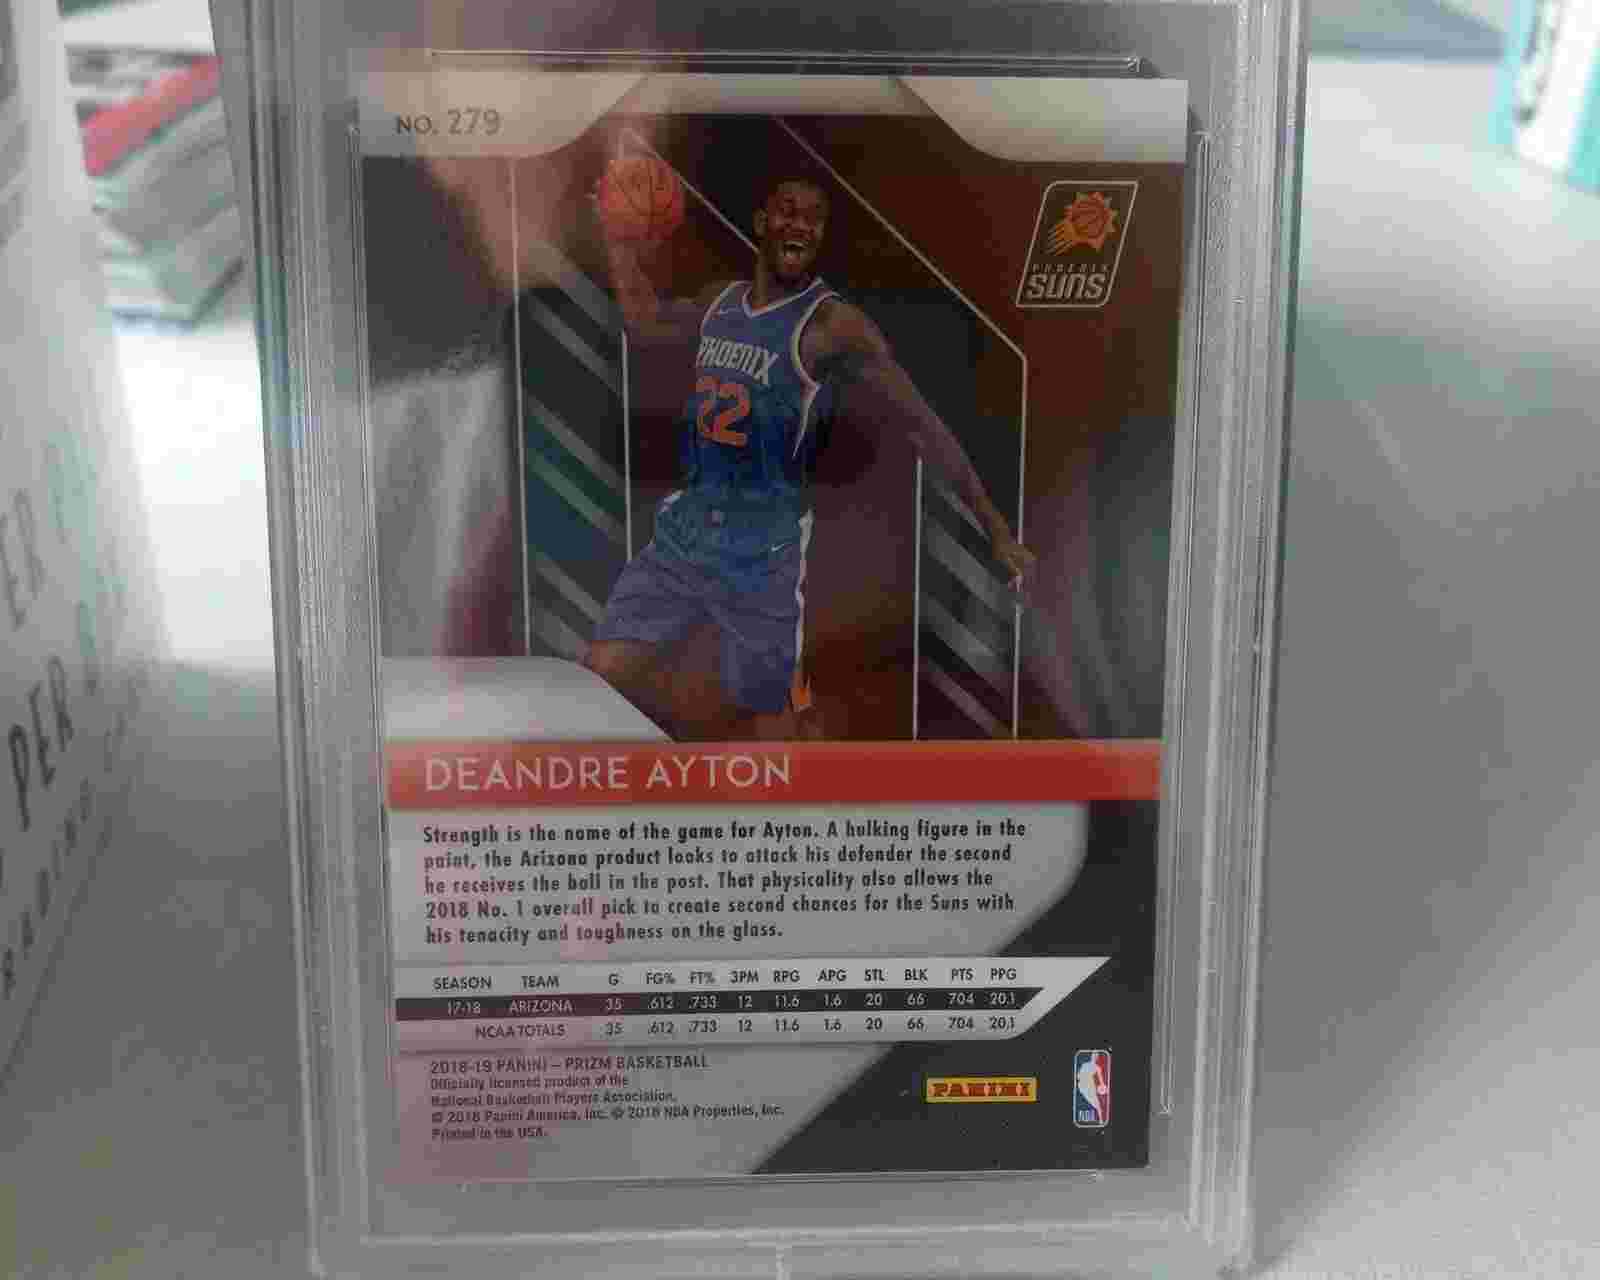 NO. 279
PHOENIX
SUNS
PHOENIX
22
DEANDRE AYTON
Strength is the name of the game for Ayton. A hulking figure in the
paint, the Arizona product looks to attack his defender the second
he receives the ball in the post. That physicality also allows the
2018 No. 1 overall pick to create second chances for the Suns with
his tenacity and toughness on the glass.
SEASON TEAM G FG% FT% 3PM RPG APG STL BLK PTS PPG
17-18 ARIZONA 35 .612 .733 12 11.6 1.6 20 66 704 20.1
NCAA TOTALS 35 .612 .733 12 11.6 1.6 20 66 704 20.1
2018-19 PANINI – PRIZM BASKETBALL
Officially licensed product of the
National Basketball Players Association.
© 2018 Panini America, Inc. © 2018 NBA Properties, Inc.
Printed in the USA.
PANINI
NBA
PER
PER